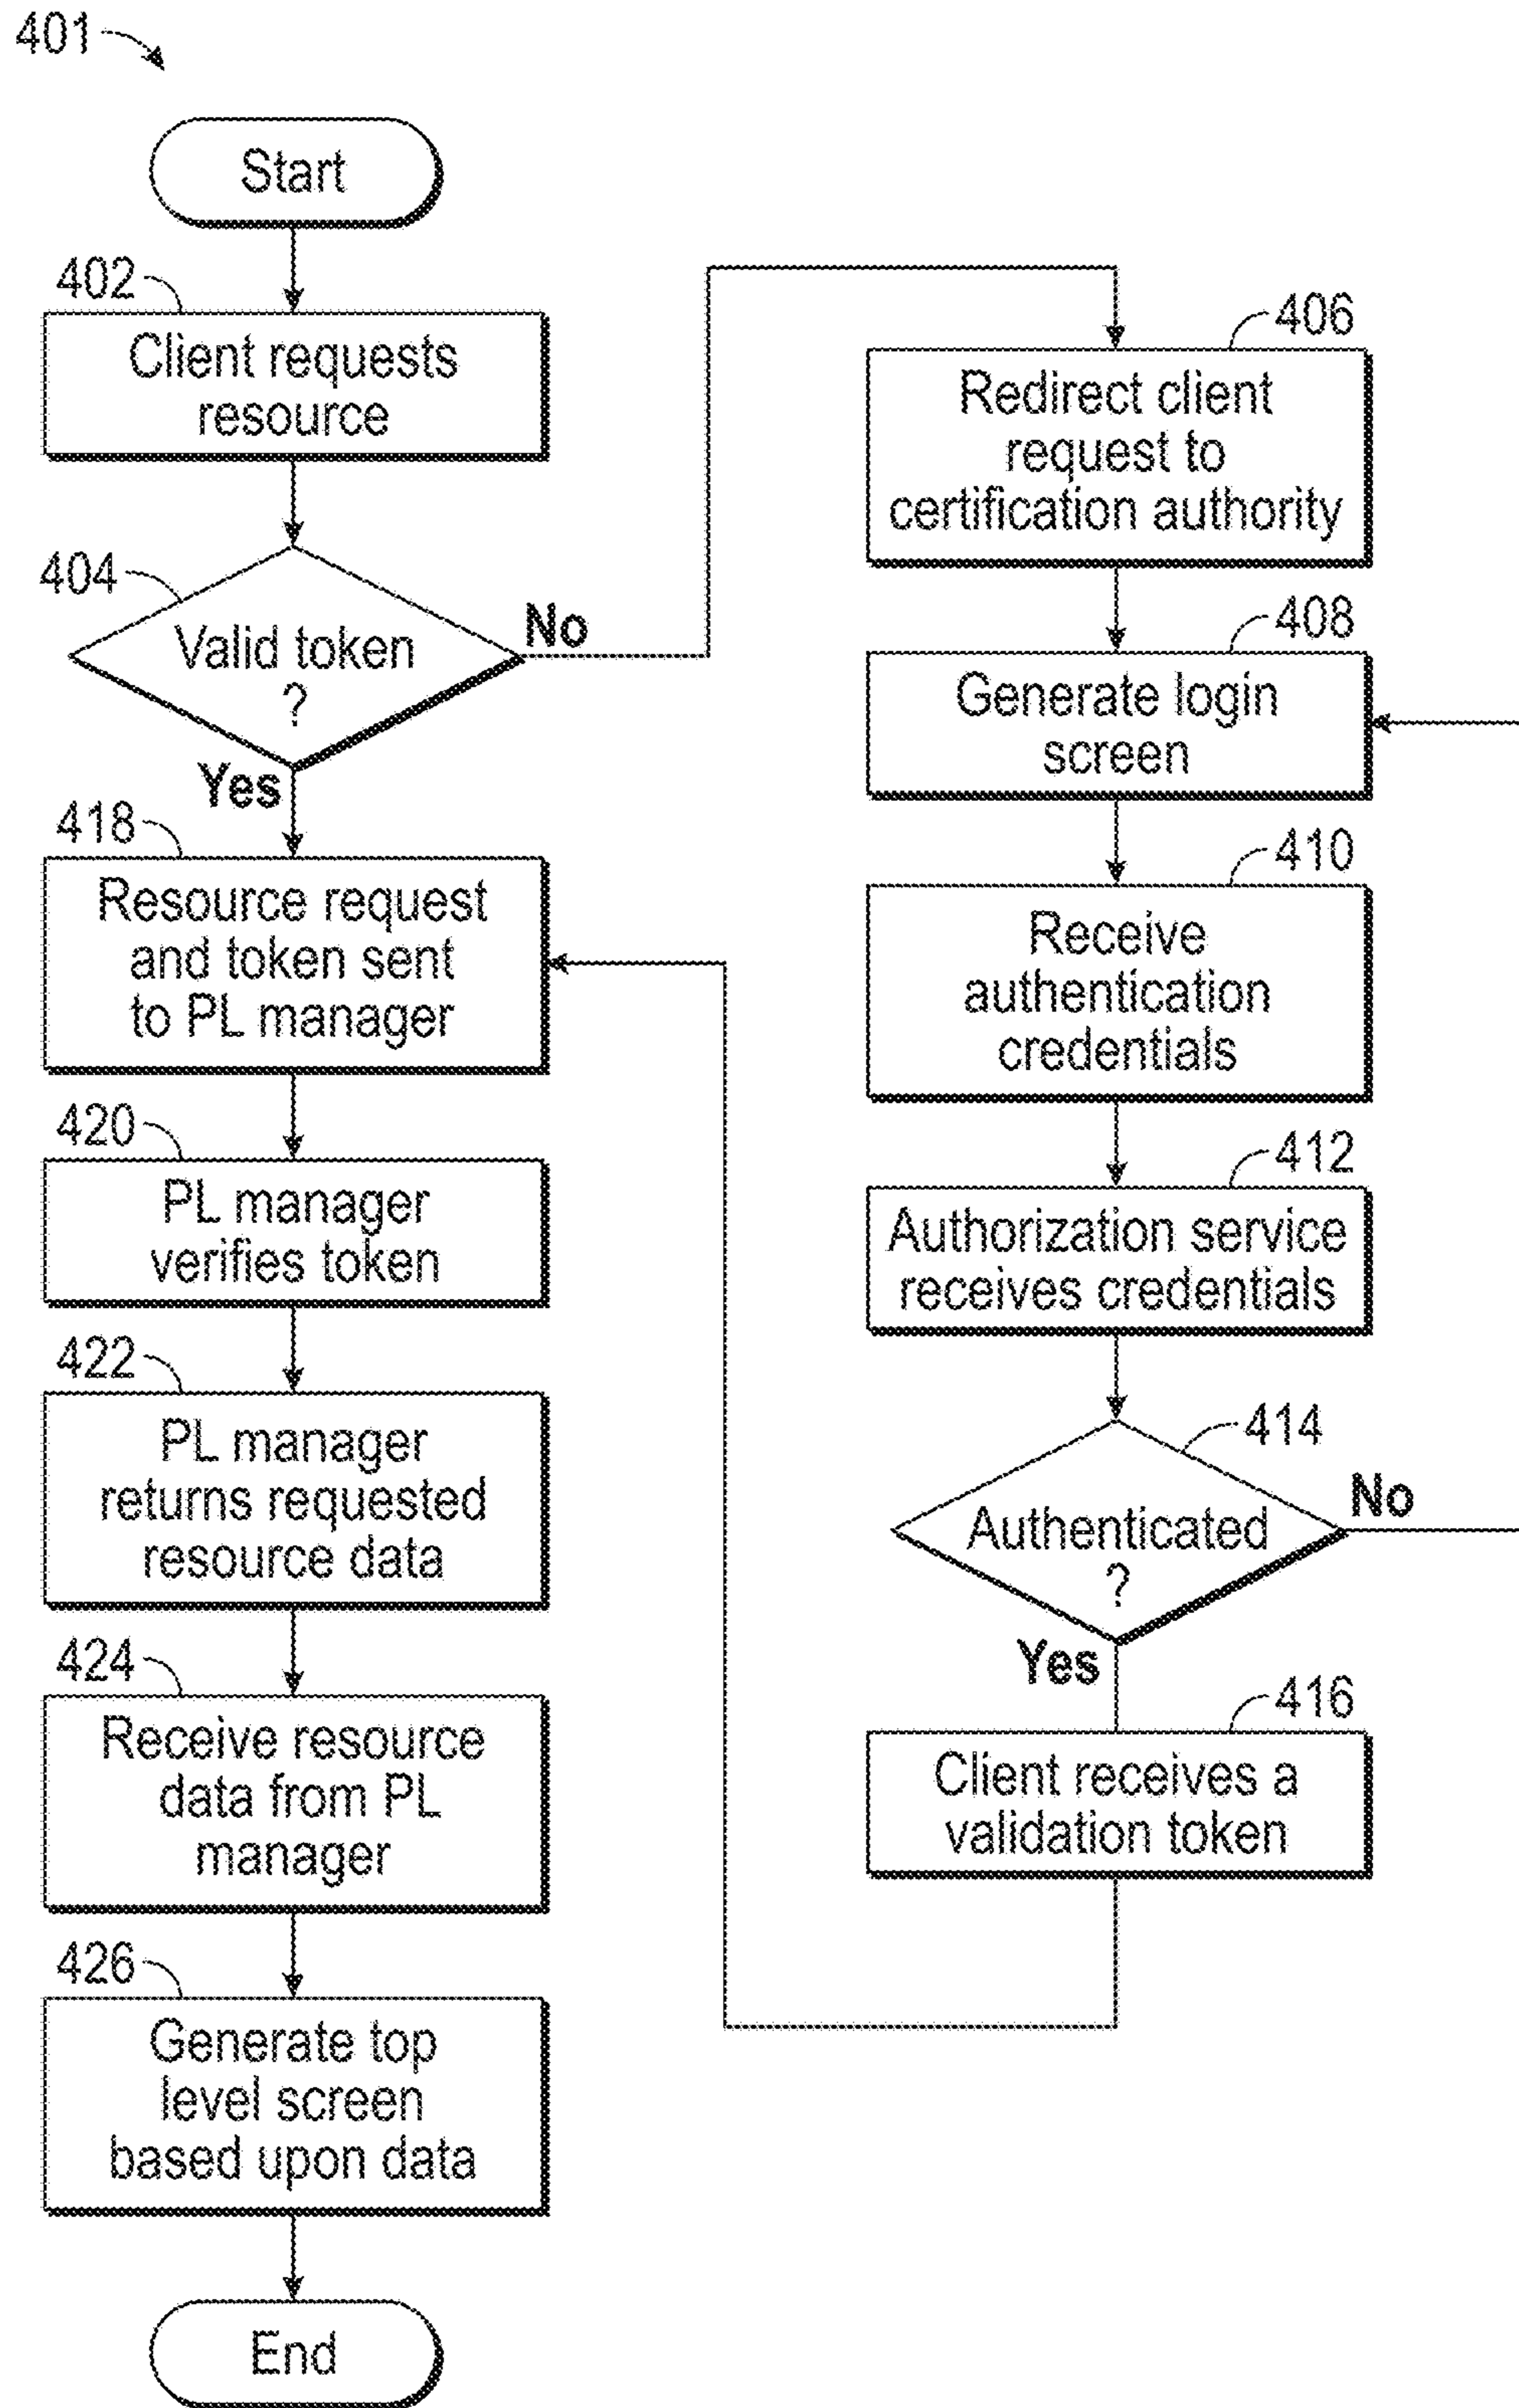 401
Start
402
Client requests
resource
404
Valid token
?
No
Yes
418
Resource request
and token sent
to PL manager
420
PL manager
verifies token
422
PL manager
returns requested
resource data
424
Receive resource
data from PL
manager
426
Generate top
level screen
based upon data
End
406
Redirect client
request to
certification authority
408
Generate login
screen
410
Receive
authentication
credentials
412
Authorization service
receives credentials
414
Authenticated
?
No
Yes
416
Client receives a
validation token